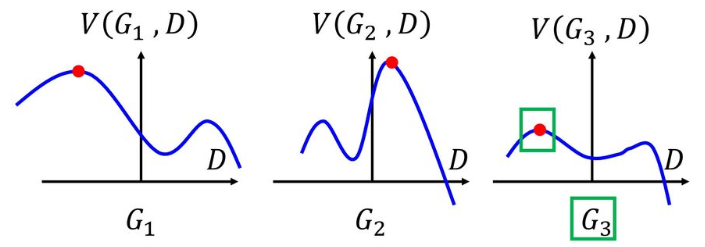 V(G₁ , D)
V(G₂ , D)
V(G₃ , D)
D
D
D
G₁
G₂
G₃